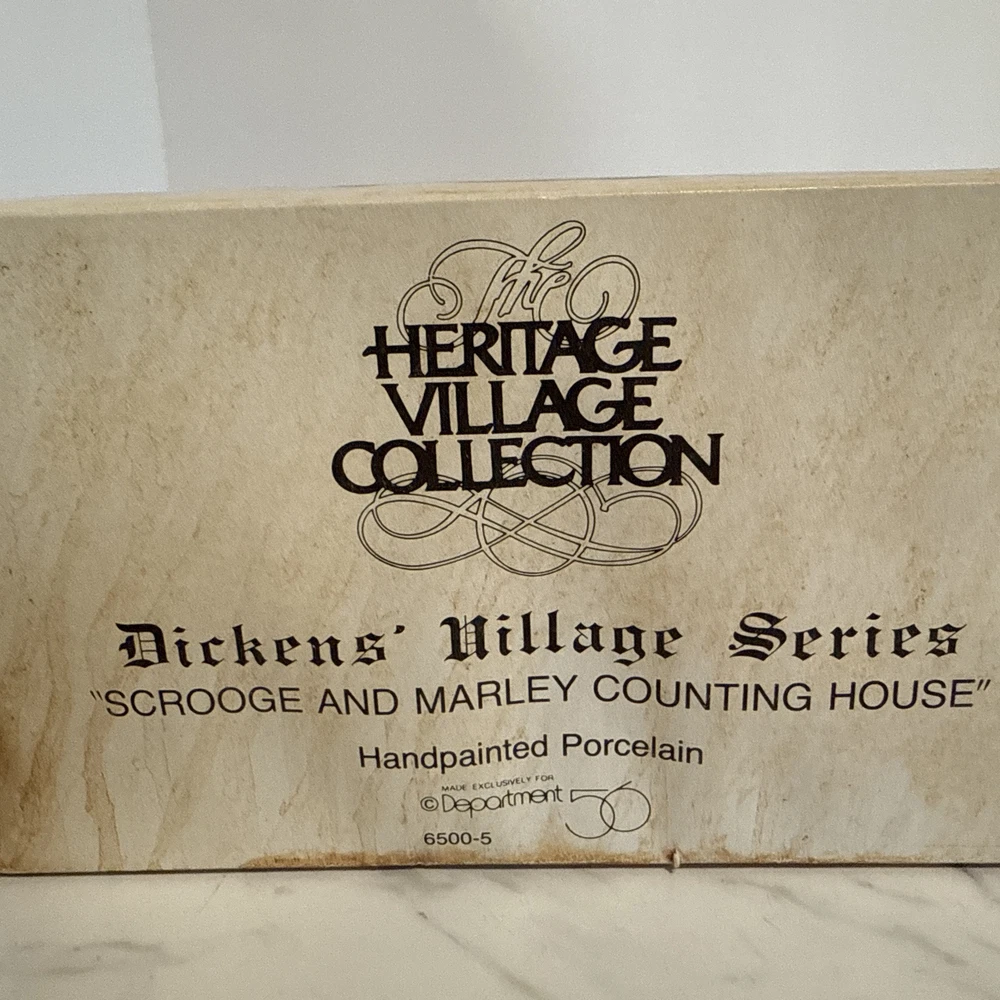 The
HERITAGE
VILLAGE
COLLECTION
Dickens' Village Series
"SCROOGE AND MARLEY COUNTING HOUSE"
Handpainted Porcelain
MADE EXCLUSIVELY FOR
©Department 56
6500-5